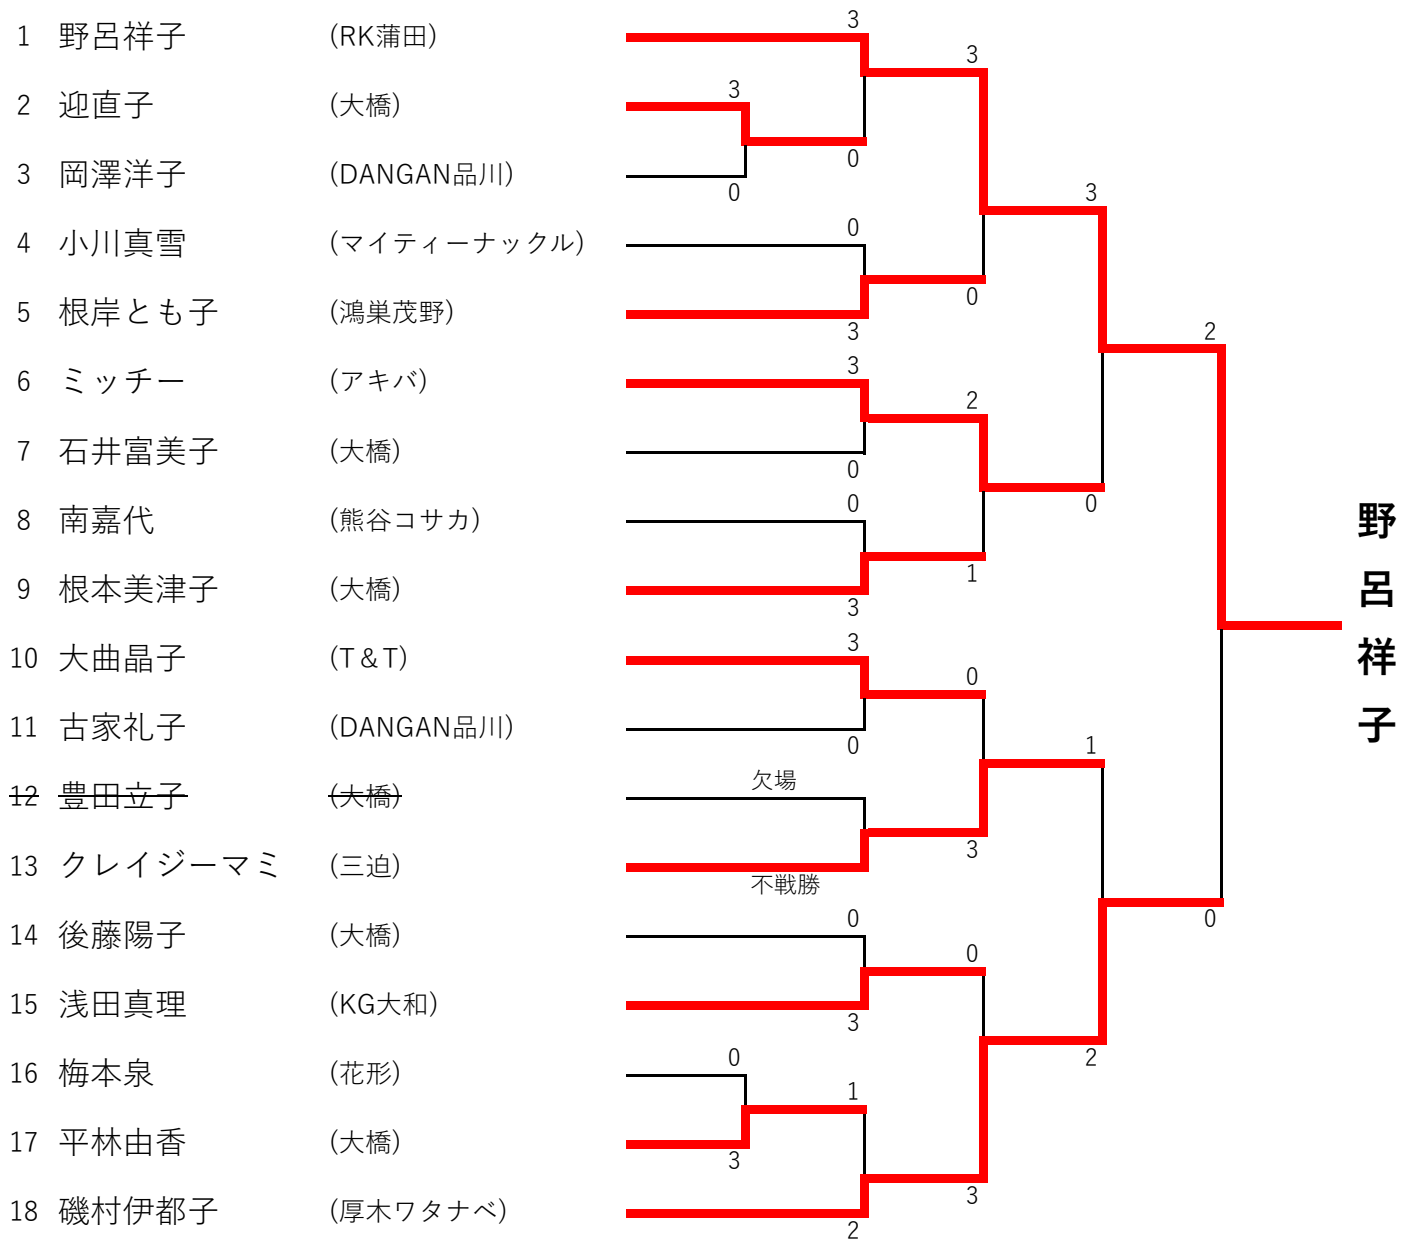 1 野呂祥子 (RK蒲田) 3
3
2 迎直子 (大橋) 3
0
3 岡澤洋子 (DANGAN品川) 0
3
4 小川真雪 (マイティーナックル) 0
0
5 根岸とも子 (鴻巣茂野) 3
2
6 ミッチー (アキバ) 3
2
7 石井富美子 (大橋) 0
0
8 南嘉代 (熊谷コサカ) 0
1
9 根本美津子 (大橋) 3
10 大曲晶子 (T&T) 3
0
11 古家礼子 (DANGAN品川) 0
1
12 豊田立子 (大橋) 欠場
3
13 クレイジーマミ (三迫) 不戦勝
14 後藤陽子 (大橋) 0
0
0
15 浅田真理 (KG大和) 3
2
16 梅本泉 (花形) 0
1
17 平林由香 (大橋) 3
3
18 磯村伊都子 (厚木ワタナベ) 2
野呂祥子